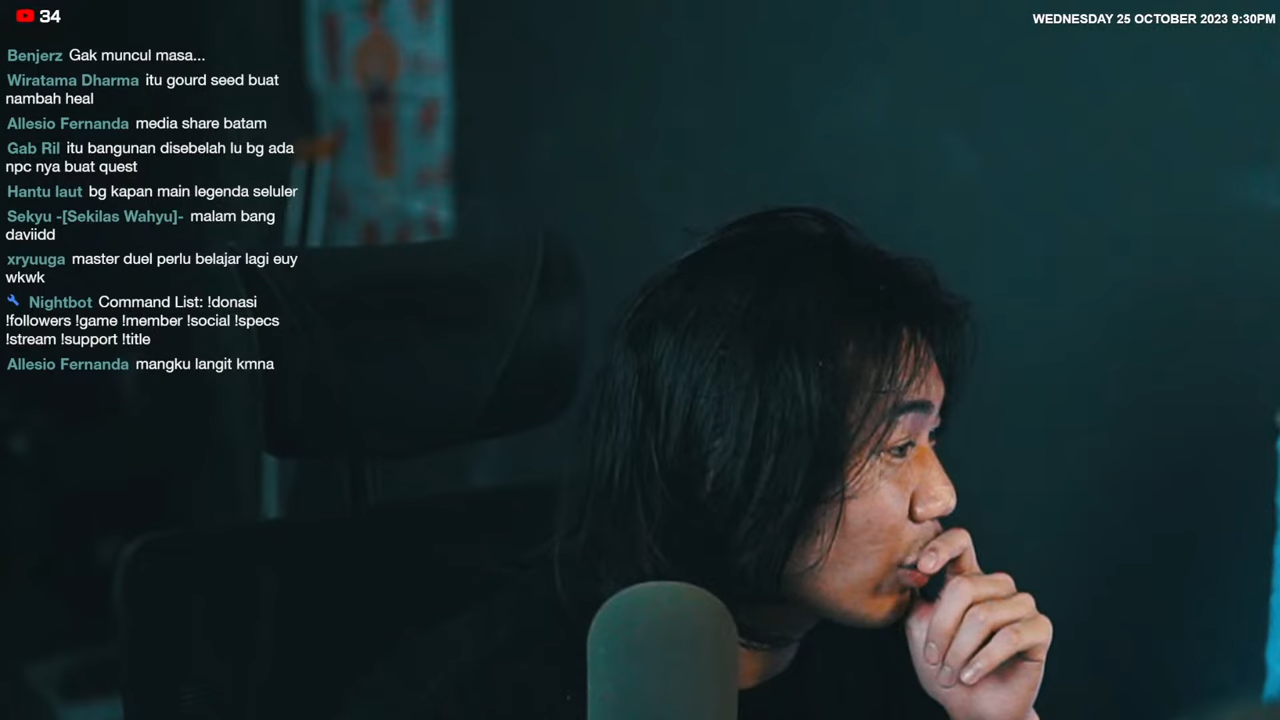 34
WEDNESDAY 25 OCTOBER 2023 9:30PM
Benjerz Gak muncul masa...
Wiratama Dharma itu gourd seed buat
nambah heal
Allesio Fernanda media share batam
Gab Ril itu bangunan disebelah lu bg ada
npc nya buat quest
Hantu laut bg kapan main legenda seluler
Sekyu -[Sekilas Wahyu]- malam bang
daviidd
xryuuga master duel perlu belajar lagi euy
wkwk
Nightbot Command List: !donasi
!followers !game !member !social !specs
!stream !support !title
Allesio Fernanda mangku langit kmna